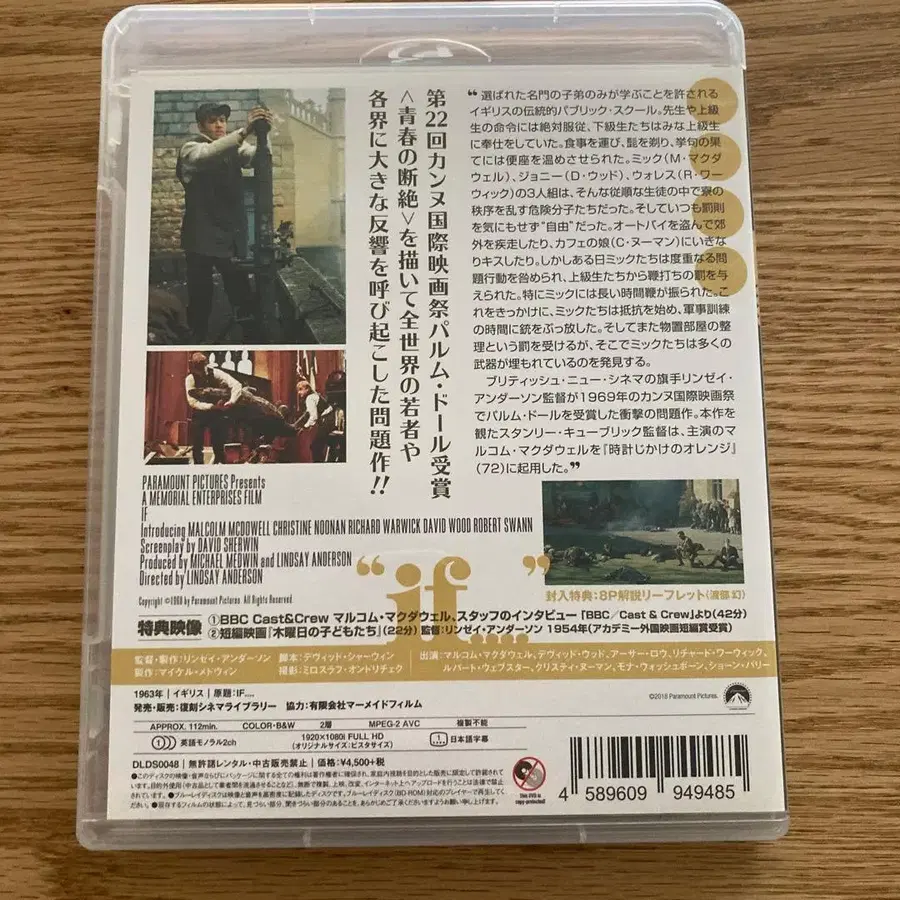 第22回カンヌ国際映画祭パルム・ドール受賞
<青春の断絶>を描いて全世界の若者や
各界に大きな反響を呼び起こした問題作!!
“選ばれた名門の子弟のみが学ぶことを許される
イギリスの伝統的パブリック・スクール。先生や上級
生の命令には絶対服従、下級生たちはみな上級生
に奉仕をしていた。食事を運び、髭を剃り、挙句の果
てには便座を温めさせられた。ミック(M・マクダ
ウェル)、ジョニー(D・ウッド)、ウォレス(R・ワー
ウィック)の3人組は、そんな従順な生徒の中で寮の
秩序を乱す危険分子たちだった。そしていつも罰則
を気にもせず“自由”だった。オートバイを盗んで郊
外を疾走したり、カフェの娘(C・ヌーマン)にいきな
りキスしたり。しかしある日ミックたちは度重なる問
題行動を咎められ、上級生たちから鞭打ちの罰を与
えられた。特にミックには長い時間鞭が振られた。こ
れをきっかけに、ミックたちは抵抗を始め、軍事訓練
の時間に銃をぶっ放した。そしてまた物置部屋の整
理という罰を受けるが、そこでミックたちは多くの
武器が埋もれているのを発見する。
ブリティッシュ・ニュー・シネマの旗手リンゼイ・
アンダーソン監督が1969年のカンヌ国際映画祭
でパルム・ドールを受賞した衝撃の問題作。本作を
観たスタンリー・キューブリック監督は、主演のマ
ルコム・マクダウェルを『時計じかけのオレンジ』
(72)に起用した。”
PARAMOUNT PICTURES Presents
A MEMORIAL ENTERPRISES FILM
IF
Introducing MALCOLM MCDOWELL CHRISTINE NOONAN RICHARD WARWICK DAVID WOOD ROBERT SWANN
Screenplay by DAVID SHERWIN
Produced by MICHAEL MEDWIN and LINDSAY ANDERSON
Directed by LINDSAY ANDERSON
Copyright ©1968 by Paramount Pictures. All Rights Reserved.
“if....”
封入特典:8P解説リーフレット(渡部幻)
特典映像 ①BBC Cast&Crew マルコム・マクダウェル、スタッフのインタビュー「BBC/Cast & Crew」より(42分)
②短編映画『木曜日の子どもたち』(22分) 監督:リンゼイ・アンダーソン 1954年(アカデミー外国映画短編賞受賞)
監督・製作:リンゼイ・アンダーソン 脚本:デヴィッド・シャーウィン
製作:マイケル・メドウィン 撮影:ミロスラフ・オンドリチェク
出演:マルコム・マクダウェル、デヴィッド・ウッド、アーサー・ロウ、リチャード・ワーウィック、
ルパート・ウェブスター、クリスティ・ヌーマン、モナ・ウォッシュボーン、ショーン・バリー
1963年 | イギリス | 原題:IF....
発売・販売:復刻シネマライブラリー 協力:有限会社マーメイドフィルム
©2018 Paramount Pictures.
Paramount
APPROX. 112min. COLOR・B&W 2層 MPEG-2 AVC 複製不能
1 英語モノラル2ch 1920×1080i FULL HD (オリジナルサイズ:ビスタサイズ) 1 日本語字幕
DLDS0048 | 無許諾レンタル・中古販売禁止 | 価格:¥4,500+税
This DVD is copy-protected!
4 589609 949485